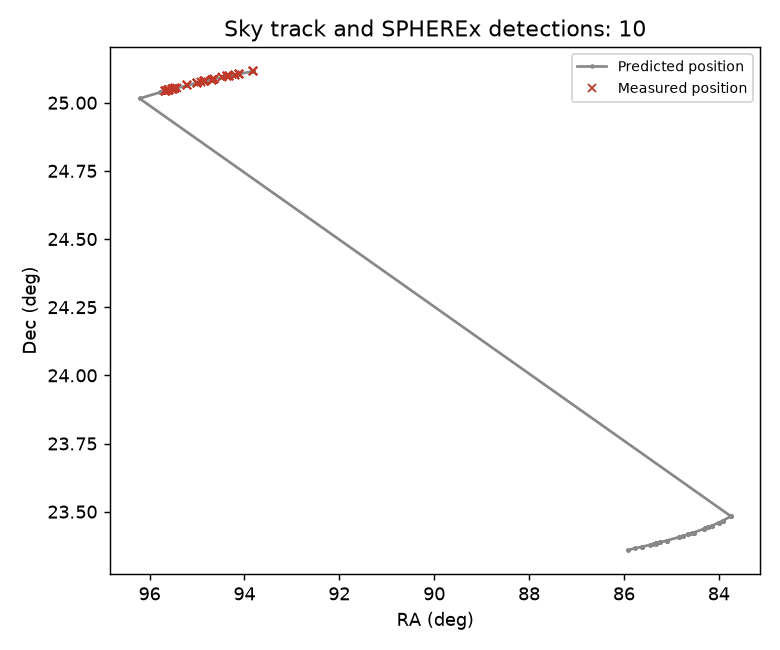 Sky track and SPHEREx detections: 10
Predicted position
Measured position
25.00
24.75
24.50
24.25
24.00
23.75
23.50
Dec (deg)
96 94 92 90 88 86 84
RA (deg)